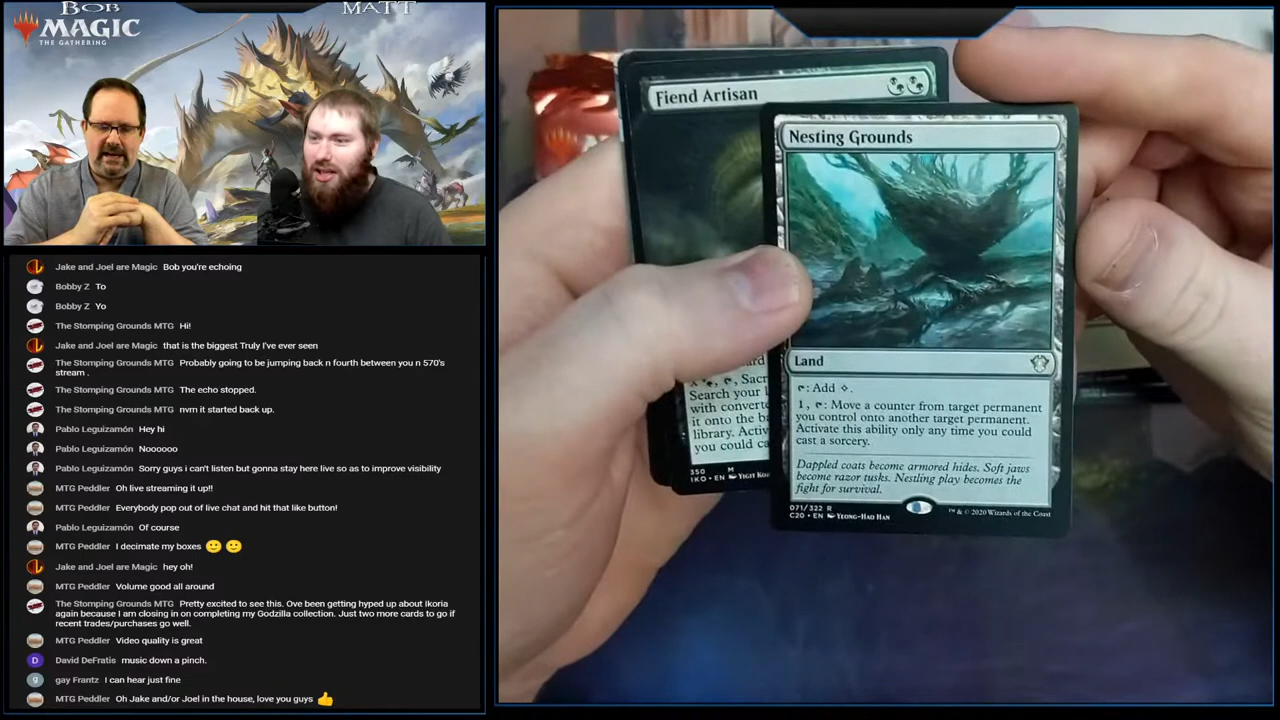 BOB
MATT
MAGIC
THE GATHERING
Jake and Joel are Magic Bob you're echoing
Bobby Z To
Bobby Z Yo
The Stomping Grounds MTG Hi!
Jake and Joel are Magic that is the biggest Truly I've ever seen
The Stomping Grounds MTG Probably going to be jumping back n fourth between you n 570's
stream .
The Stomping Grounds MTG The echo stopped.
The Stomping Grounds MTG nvrm it started back up.
Pablo Leguizamón Hey hi
Pablo Leguizamón Noooooo
Pablo Leguizamón Sorry guys i can't listen but gonna stay here live so as to improve visibility
MTG Peddler Oh live streaming it up!!
MTG Peddler Everybody pop out of live chat and hit that like button!
Pablo Leguizamón Of course
MTG Peddler I decimate my boxes 🙂 🙂
Jake and Joel are Magic hey oh!
MTG Peddler Volume good all around
The Stomping Grounds MTG Pretty excited to see this. Ove been getting hyped up about Ikoria
again because I am closing in on completing my Godzilla collection. Just two more cards to go if
recent trades/purchases go well.
MTG Peddler Video quality is great
David DeFratis music down a pinch.
gay Frantz I can hear just fine
MTG Peddler Oh Jake and/or Joel in the house, love you guys 👍
Fiend Artisan
Sac
Search your
with converte
it onto the b
library. Activ
you could ca
350 M
IKO • EN
Nesting Grounds
Land
: Add .
1, : Move a counter from target permanent
you control onto another target permanent.
Activate this ability only any time you could
cast a sorcery.
Dappled coats become armored hides. Soft jaws
become razor tusks. Nestling play becomes the
fight for survival.
071/322 R
C20 • EN YEONG-HAO HAN
™ & © 2020 Wizards of the Coast